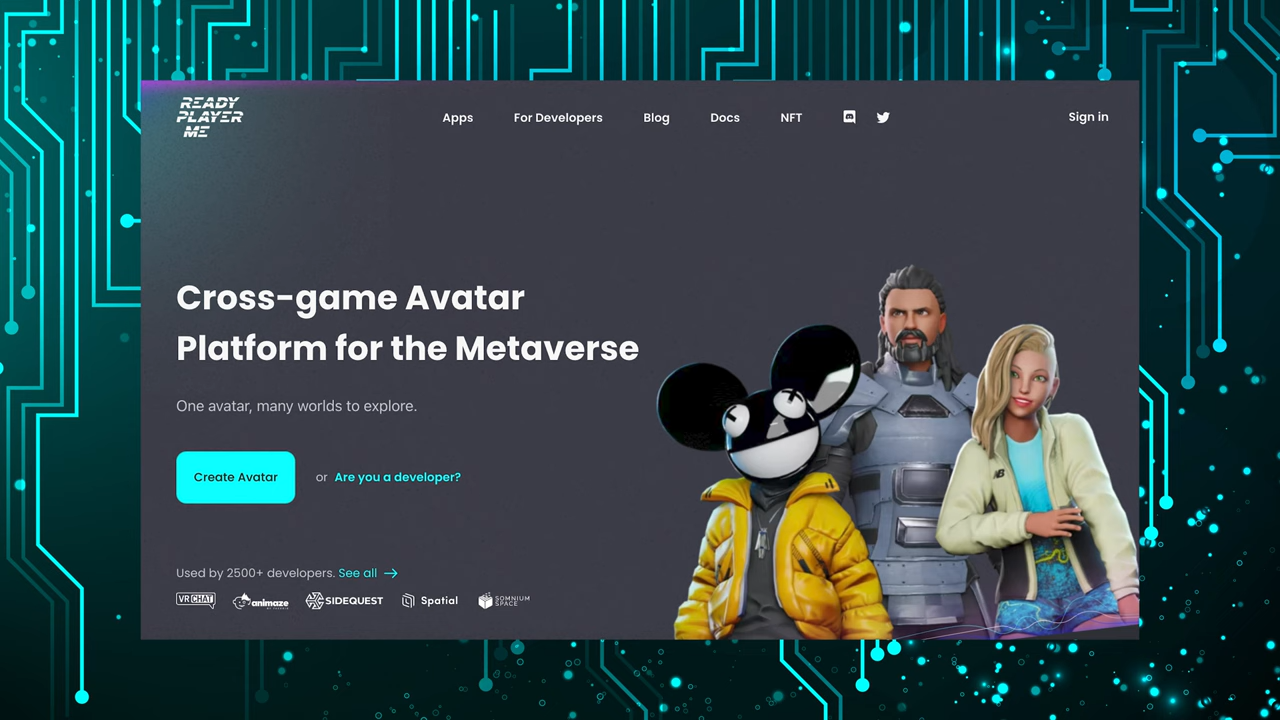 READY
PLAYER
ME
Apps
For Developers
Blog
Docs
NFT
Sign in
Cross-game Avatar
Platform for the Metaverse
One avatar, many worlds to explore.
Create Avatar
or Are you a developer?
Used by 2500+ developers. See all →
VRCHAT
animaze
SIDEQUEST
Spatial
SOMNIUM
SPACE